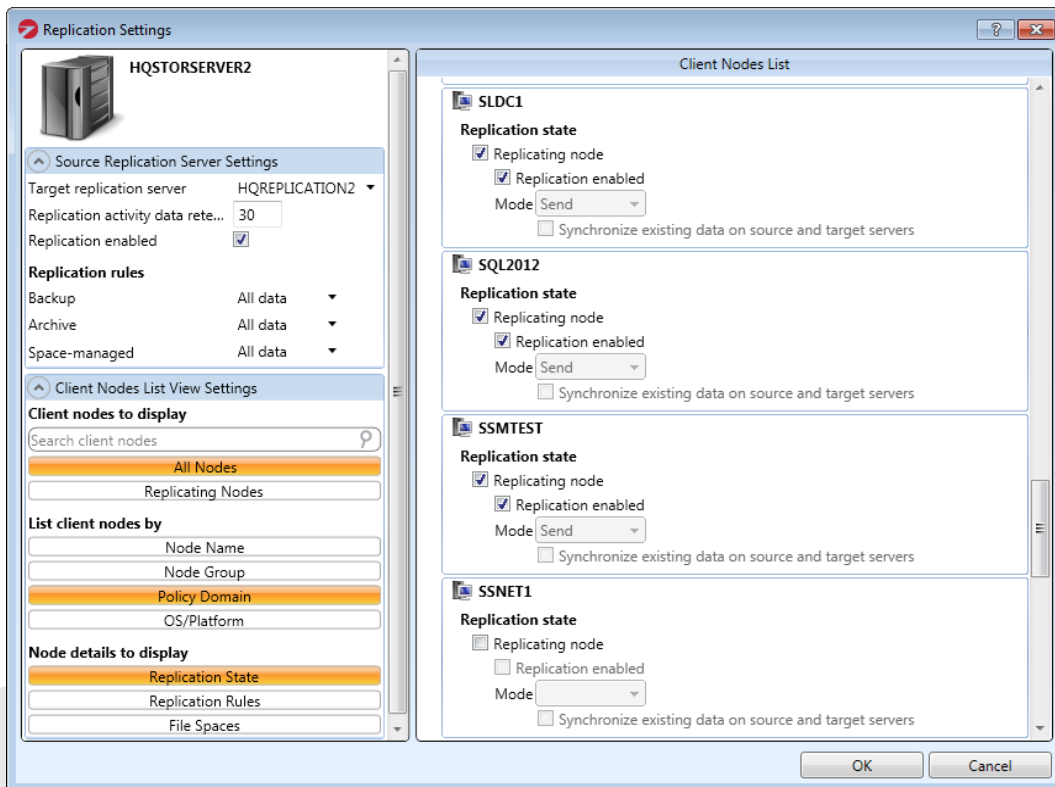 Replication Settings
HQSTORSERVER2
Source Replication Server Settings
Target replication server HQREPLICATION2
Replication activity data rete... 30
Replication enabled
Replication rules
Backup All data
Archive All data
Space-managed All data
Client Nodes List View Settings
Client nodes to display
Search client nodes
All Nodes
Replicating Nodes
List client nodes by
Node Name
Node Group
Policy Domain
OS/Platform
Node details to display
Replication State
Replication Rules
File Spaces
Client Nodes List
SLDC1
Replication state
Replicating node
Replication enabled
Mode Send
Synchronize existing data on source and target servers
SQL2012
Replication state
Replicating node
Replication enabled
Mode Send
Synchronize existing data on source and target servers
SSMTEST
Replication state
Replicating node
Replication enabled
Mode Send
Synchronize existing data on source and target servers
SSNET1
Replication state
Replicating node
Replication enabled
Mode
Synchronize existing data on source and target servers
OK Cancel